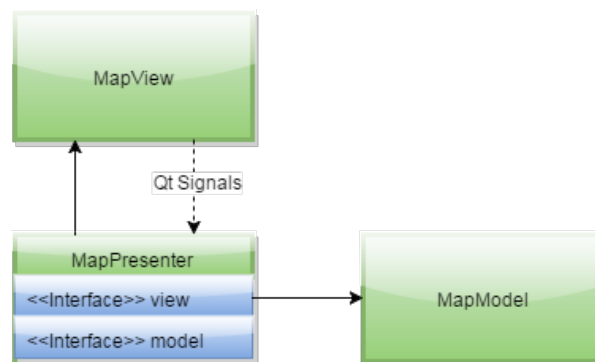 MapView
Qt Signals
MapPresenter
<<Interface>> view
<<Interface>> model
MapModel